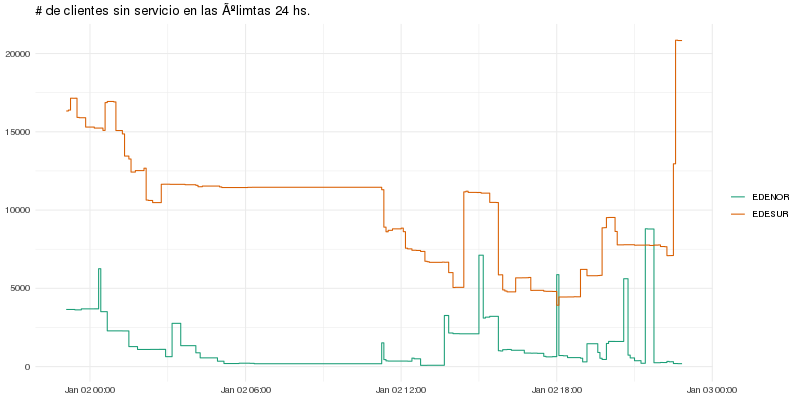 # de clientes sin servicio en las Ãºlimtas 24 hs.
20000
15000
10000
5000
0
Jan 02 00:00 Jan 02 06:00 Jan 02 12:00 Jan 02 18:00 Jan 03 00:00
EDENOR
EDESUR